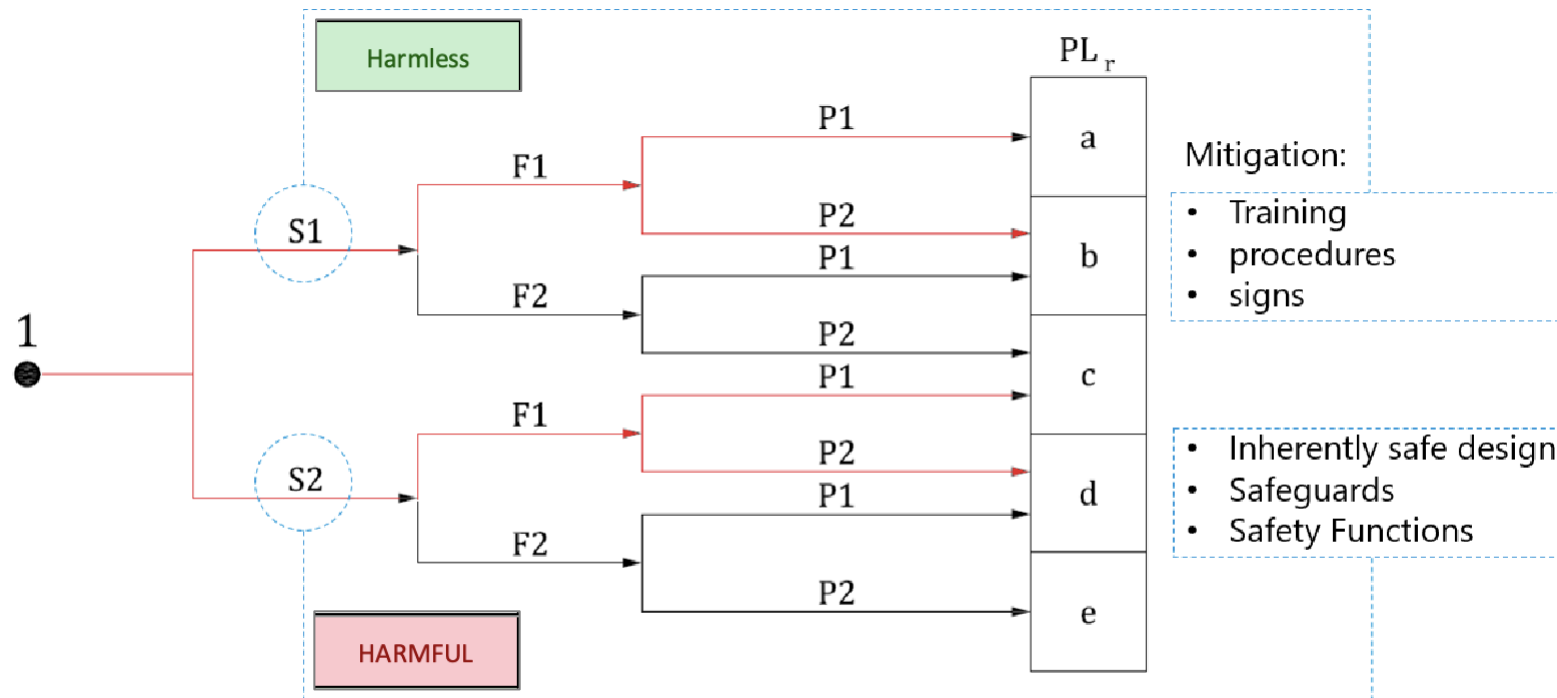 Harmless
PL r
P1
a
F1
Mitigation:
P2
• Training
S1
b
• procedures
P1
F2
• signs
1
P2
c
P1
F1
• Inherently safe design
P2
S2
• Safeguards
d
P1
• Safety Functions
F2
P2
e
HARMFUL